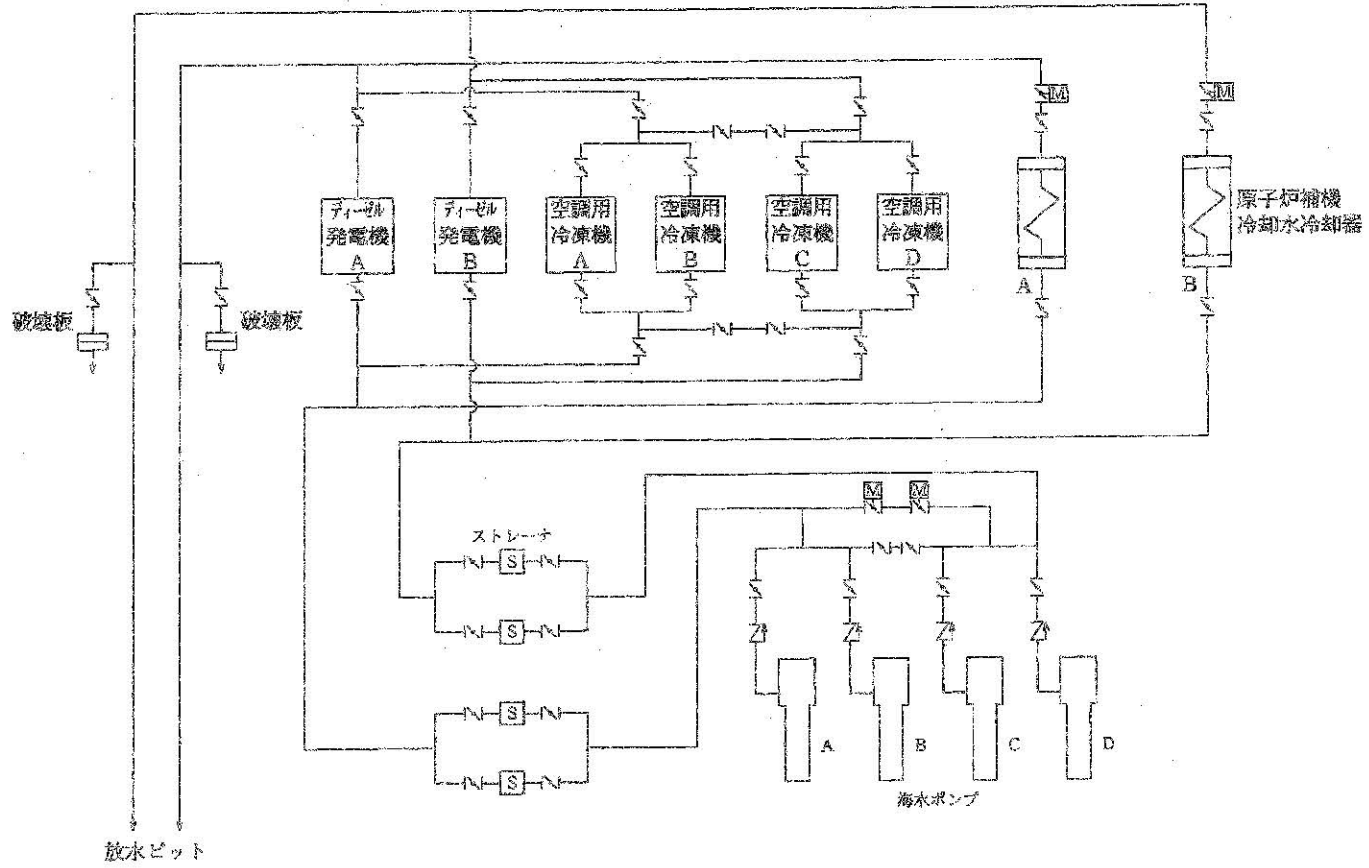 M
M
ディーゼル
発電機
A
ディーゼル
発電機
B
空調用
冷凍機
A
空調用
冷凍機
B
空調用
冷凍機
C
空調用
冷凍機
D
原子炉補機
冷却水冷却器
A
B
破壊板
破壊板
M
M
ストレーナ
S
S
S
S
A
B
C
D
海水ポンプ
放水ピット